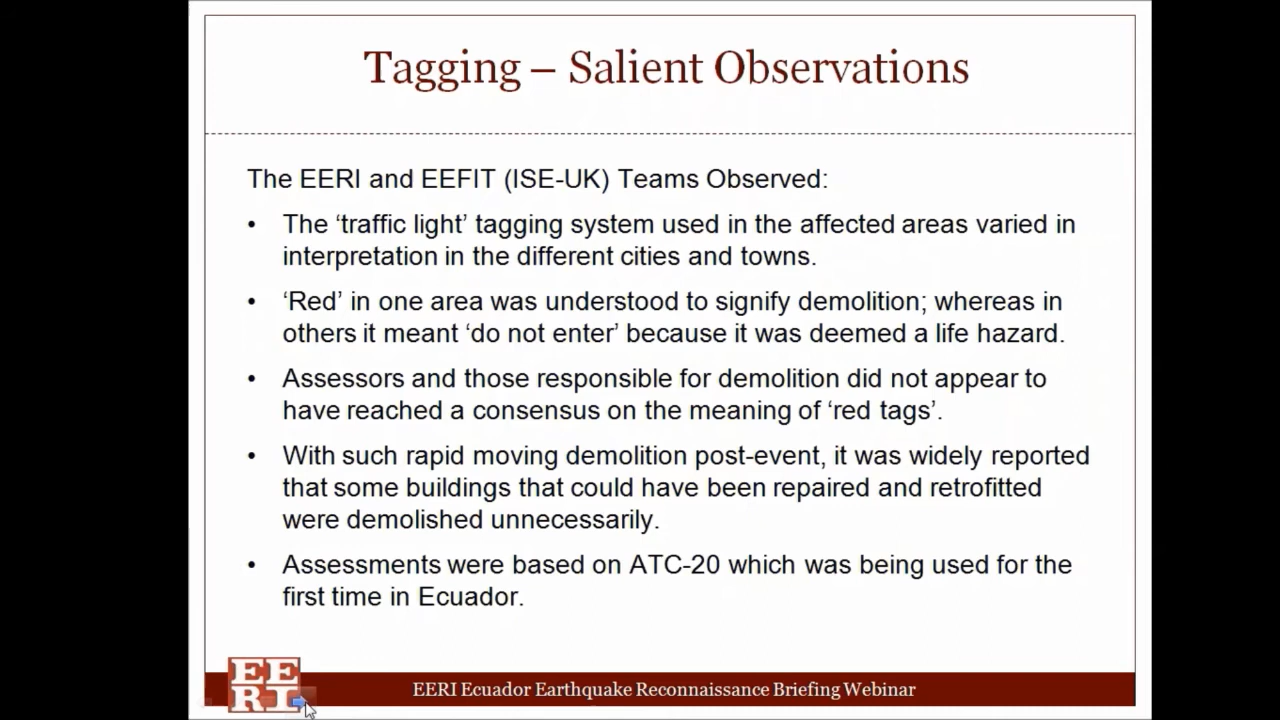 Tagging – Salient Observations
The EERI and EEFIT (ISE-UK) Teams Observed:
• The ‘traffic light’ tagging system used in the affected areas varied in
interpretation in the different cities and towns.
• ‘Red’ in one area was understood to signify demolition; whereas in
others it meant ‘do not enter’ because it was deemed a life hazard.
• Assessors and those responsible for demolition did not appear to
have reached a consensus on the meaning of ‘red tags’.
• With such rapid moving demolition post-event, it was widely reported
that some buildings that could have been repaired and retrofitted
were demolished unnecessarily.
• Assessments were based on ATC-20 which was being used for the
first time in Ecuador.
EE
RI
EERI Ecuador Earthquake Reconnaissance Briefing Webinar